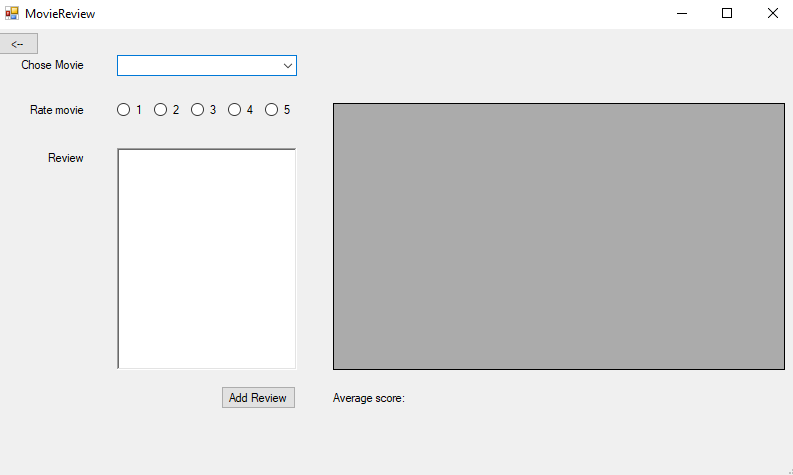 MovieReview
<--
Chose Movie
Rate movie 1 2 3 4 5
Review
Add Review
Average score: